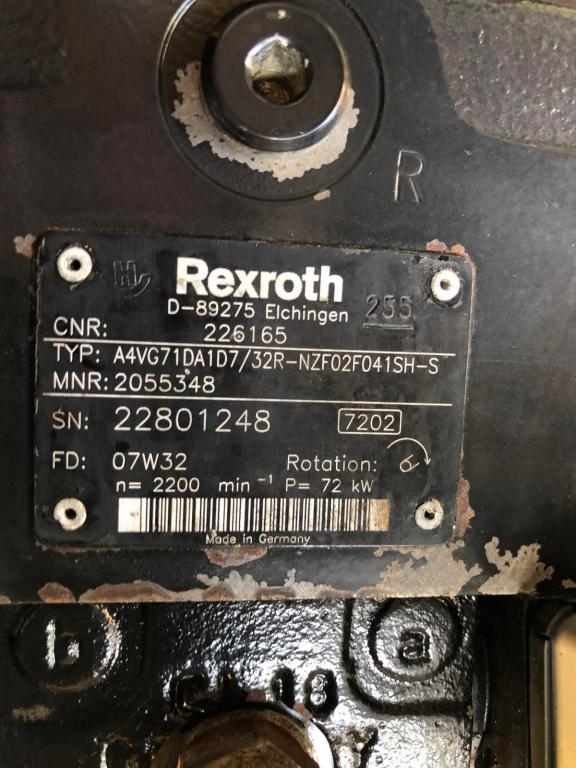 R
H
Rexroth
D-89275 Elchingen 255
CNR: 226165
TYP: A4VG71DA1D7/32R-NZF02F041SH-S
MNR: 2055348
SN: 22801248 7202
FD: 07W32 Rotation:
n= 2200 min⁻¹ P= 72 kW
Made in Germany
b a
18